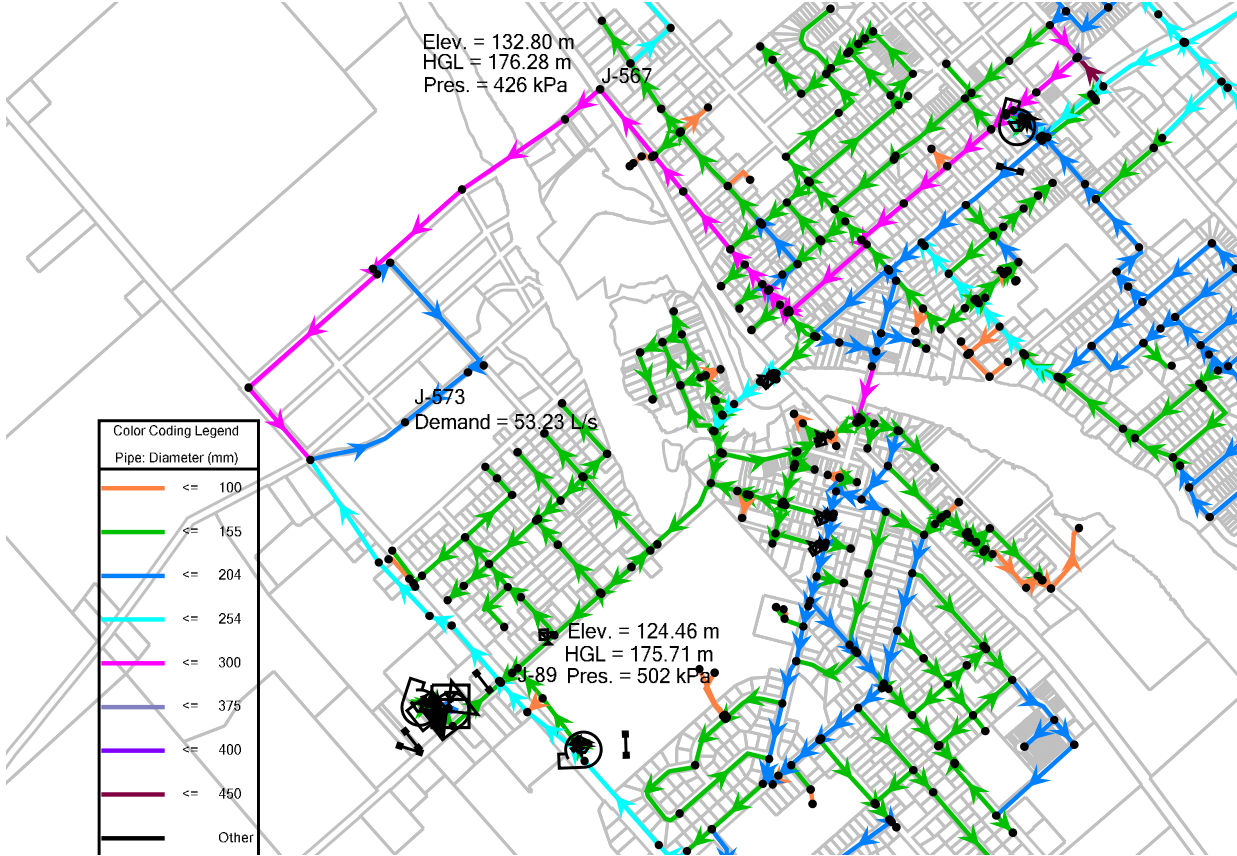 Elev. = 132.80 m
HGL = 176.28 m
Pres. = 426 kPa
J-567
J-573
Demand = 53.23 L/s
Color Coding Legend
Pipe: Diameter (mm)
<= 100
<= 155
<= 204
<= 254
<= 300
<= 375
<= 400
<= 450
Other
Elev. = 124.46 m
HGL = 175.71 m
J-89
Pres. = 502 kPa